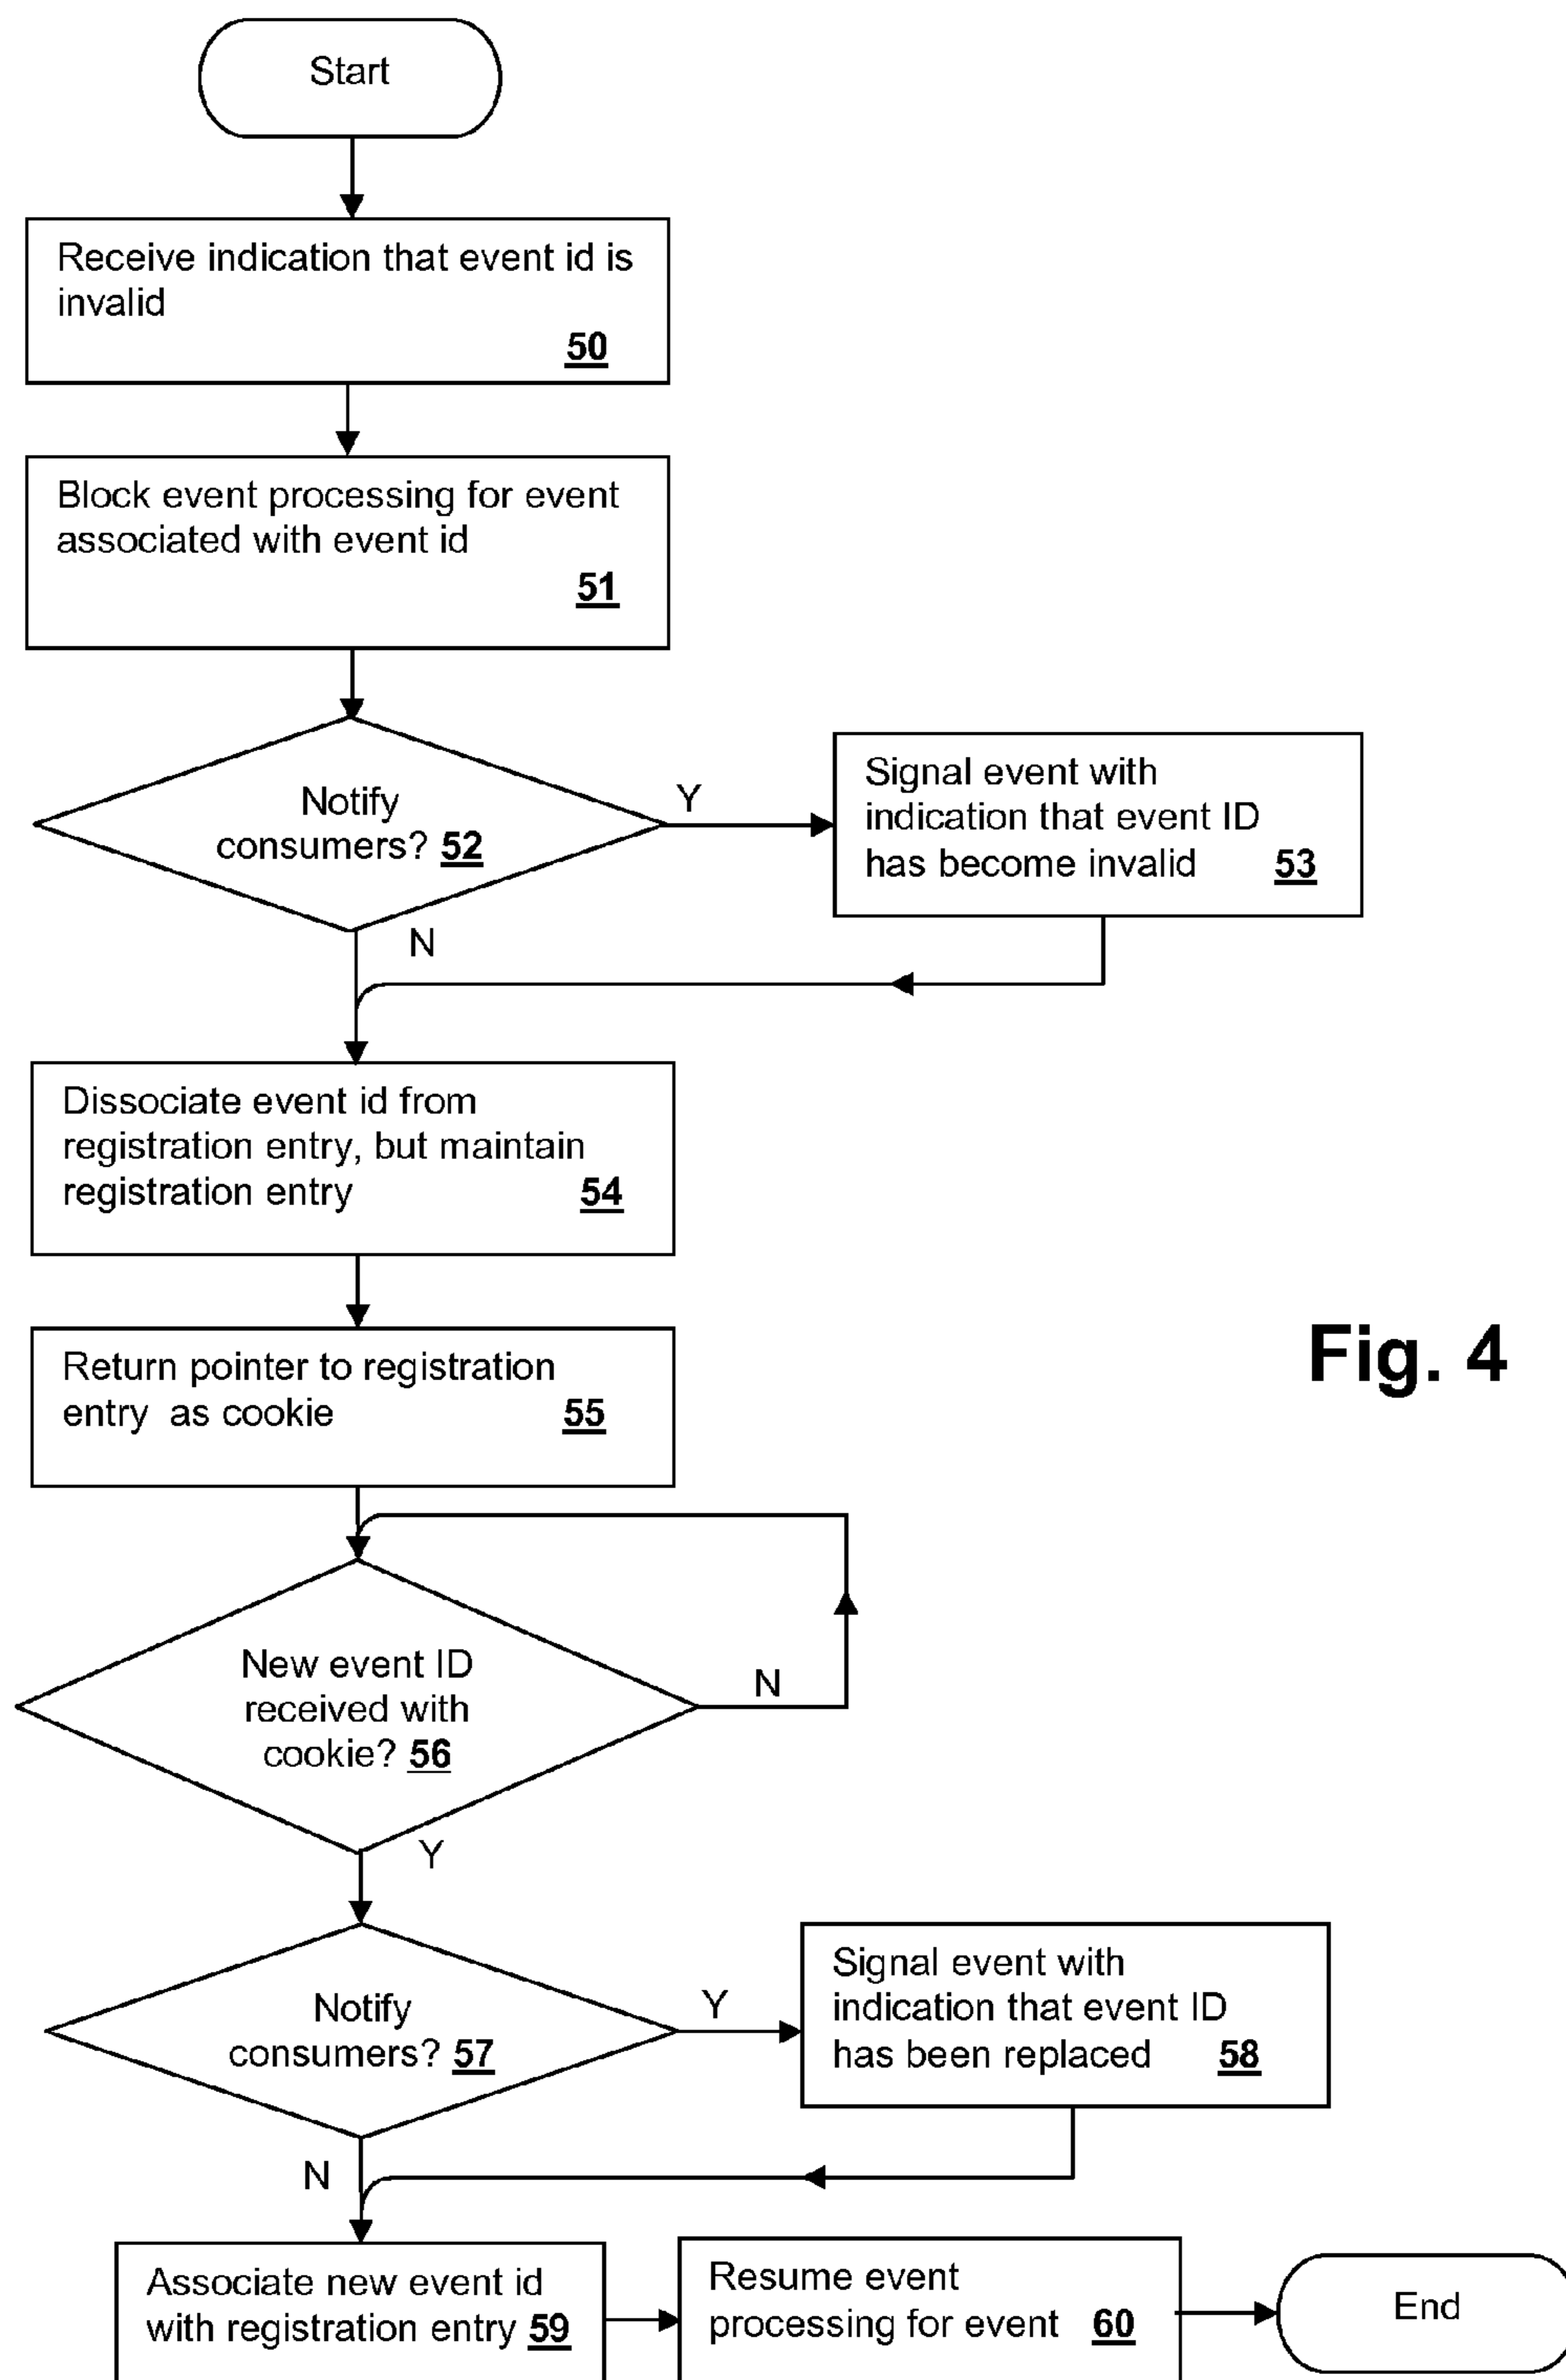 Start
Receive indication that event id is
invalid
50
Block event processing for event
associated with event id
51
Notify
consumers? 52
Y
N
Signal event with
indication that event ID
has become invalid 53
Dissociate event id from
registration entry, but maintain
registration entry 54
Return pointer to registration
entry as cookie 55
Fig. 4
New event ID
received with
cookie? 56
N
Y
Notify
consumers? 57
Y
N
Signal event with
indication that event ID
has been replaced 58
Associate new event id
with registration entry 59
Resume event
processing for event 60
End